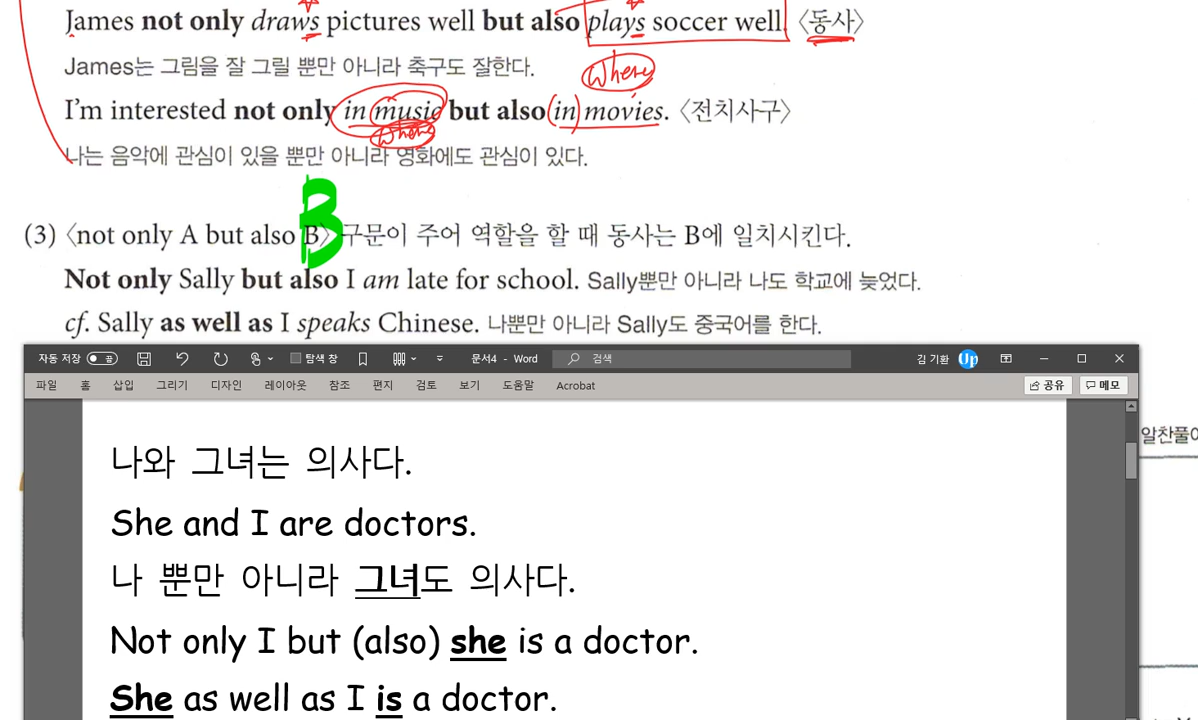 James not only draws pictures well but also plays soccer well. 〈동사〉
James는 그림을 잘 그릴 뿐만 아니라 축구도 잘한다.
where
I'm interested not only in music but also (in) movies. 〈전치사구〉
where
나는 음악에 관심이 있을 뿐만 아니라 영화에도 관심이 있다.
B
(3) 〈not only A but also B〉 구문이 주어 역할을 할 때 동사는 B에 일치시킨다.
Not only Sally but also I am late for school. Sally뿐만 아니라 나도 학교에 늦었다.
cf. Sally as well as I speaks Chinese. 나뿐만 아니라 Sally도 중국어를 한다.
자동 저장 끔 탐색 창 문서4 - Word 검색 김 기환 Up
파일 홈 삽입 그리기 디자인 레이아웃 참조 편지 검토 보기 도움말 Acrobat 공유 메모
알찬풀이
나와 그녀는 의사다.
She and I are doctors.
나 뿐만 아니라 그녀도 의사다.
Not only I but (also) she is a doctor.
She as well as I is a doctor.